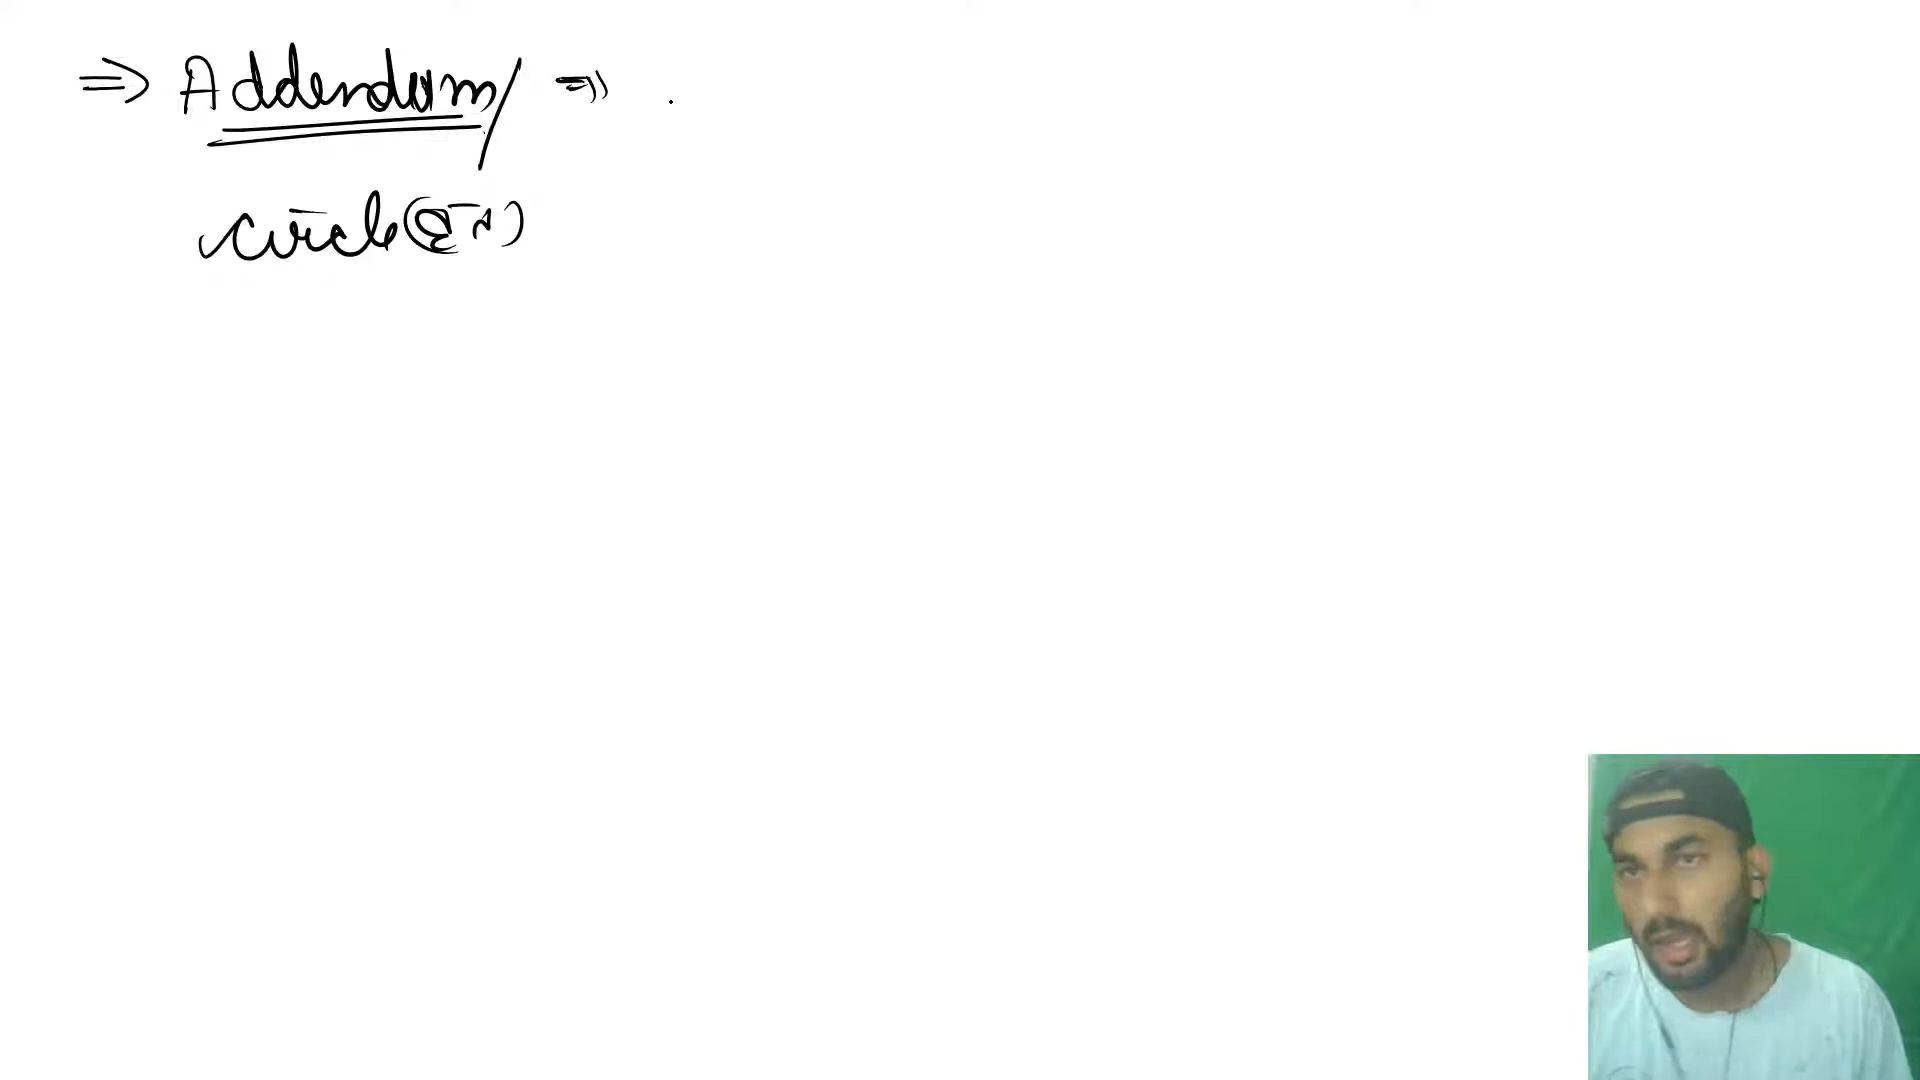 ⇒ Addendum / ⇒
circle